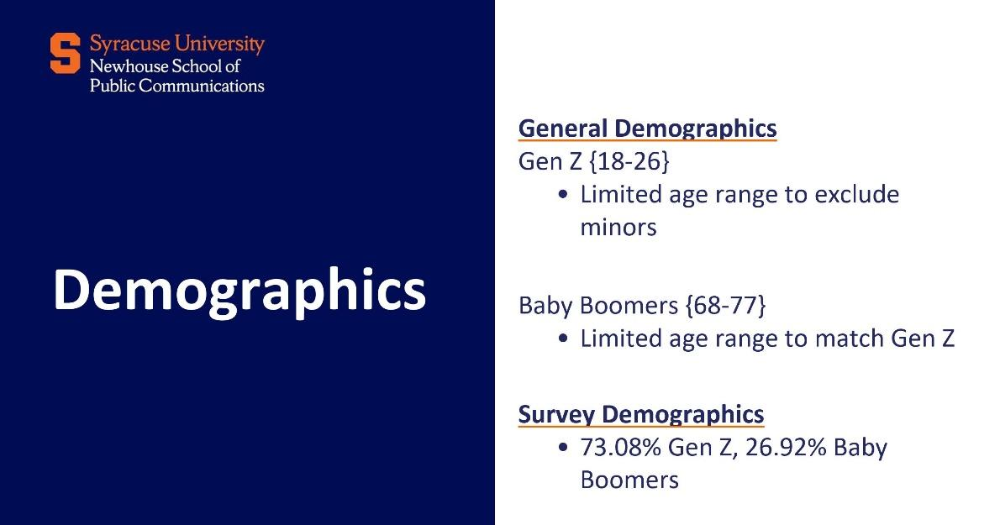 Syracuse University
Newhouse School of
Public Communications
Demographics
General Demographics
Gen Z {18-26}
• Limited age range to exclude
minors
Baby Boomers {68-77}
• Limited age range to match Gen Z
Survey Demographics
• 73.08% Gen Z, 26.92% Baby
Boomers